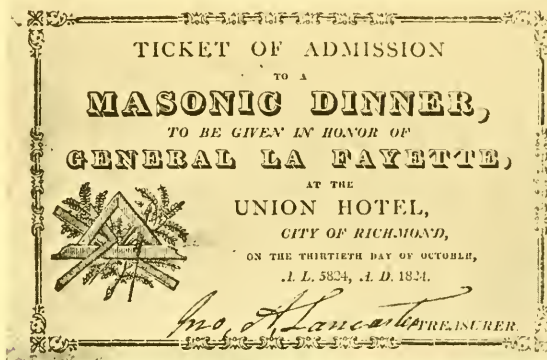 TICKET OF ADMISSION
TO A
MASONIC DINNER,
TO BE GIVEN IN HONOR OF
GENERAL LA FAYETTE,
AT THE
UNION HOTEL,
CITY OF RICHMOND,
ON THE THIRTIETH DAY OF OCTOBER,
A. L. 5824, A. D. 1824.
Jno. A. Lancaster TREASURER.